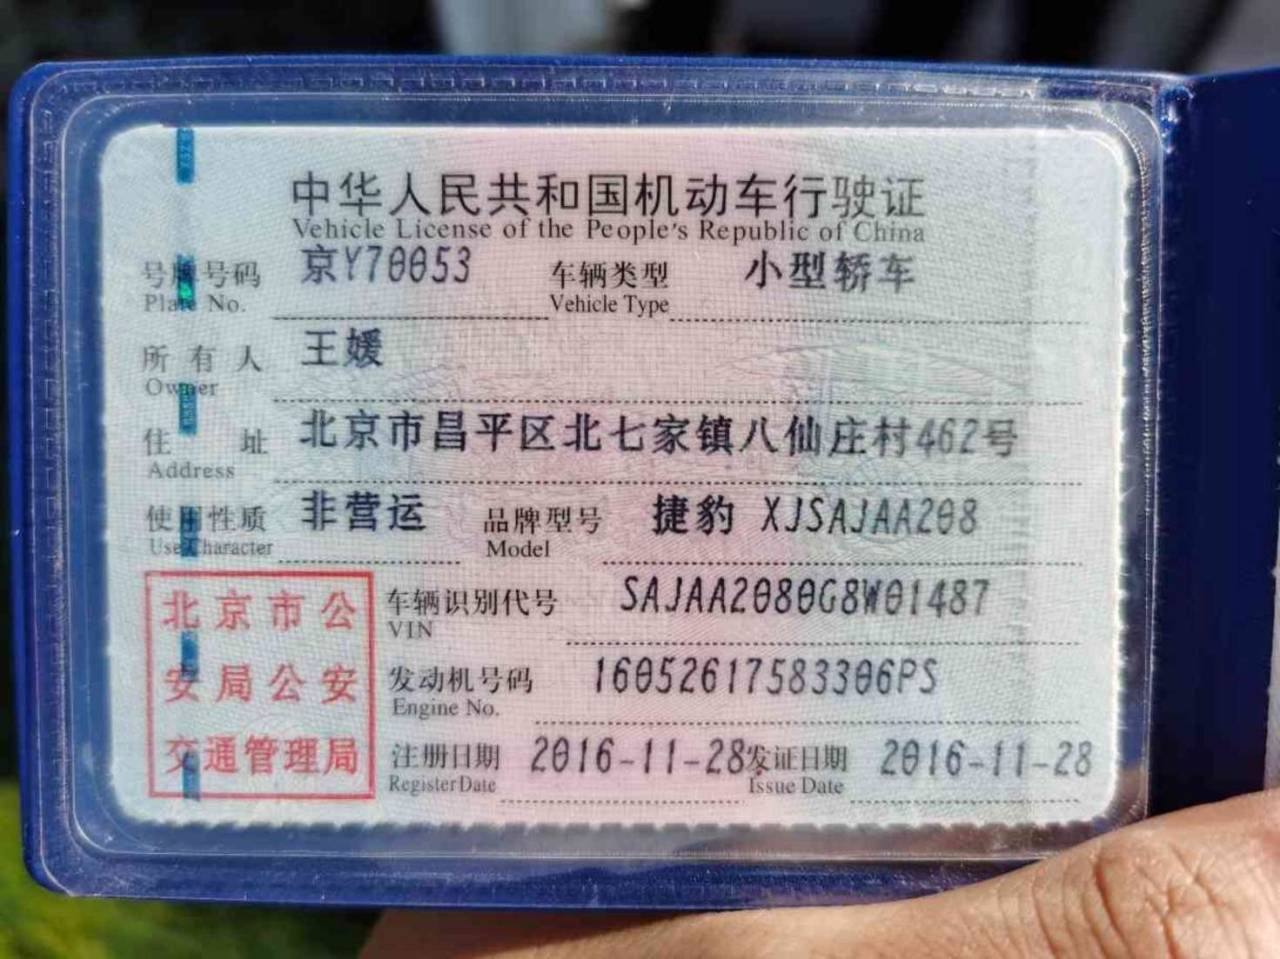 中华人民共和国机动车行驶证
Vehicle License of the People's Republic of China
号牌号码 京Y70053 车辆类型 小型轿车
Plate No. Vehicle Type
所有人 王媛
Owner
住址 北京市昌平区北七家镇八仙庄村462号
Address
使用性质 非营运 品牌型号 捷豹 XJSAJAA208
Use Character Model
北京市公
安局公安
交通管理局
车辆识别代号 SAJAA2080G8W01487
VIN
发动机号码 16052617583306PS
Engine No.
注册日期 2016-11-28 发证日期 2016-11-28
Register Date Issue Date